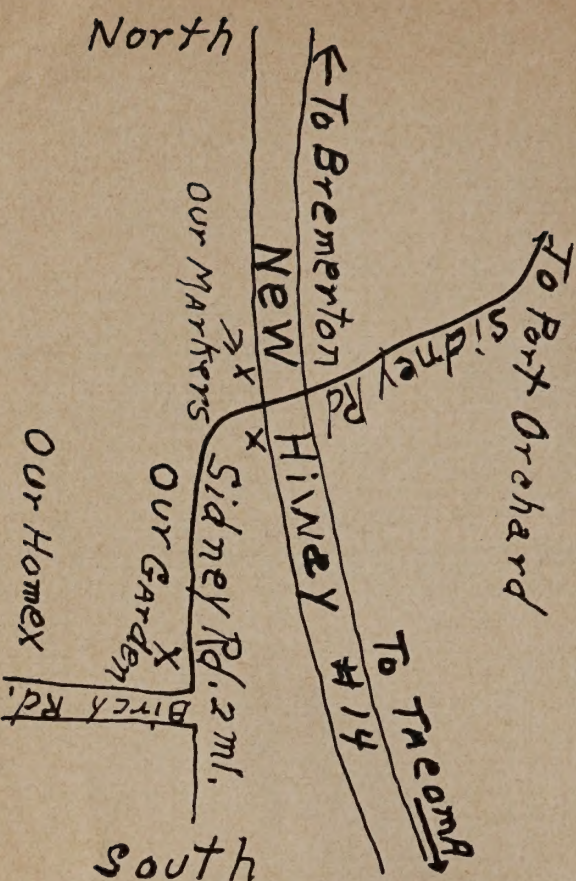 North
← To Bremerton
To Port Orchard
Sidney Rd
New Hiway #14
To Tacoma
Our Markers
x
x
Sidney Rd. 2 mi.
Our Garden
x
Birch Rd.
Our Home x
South